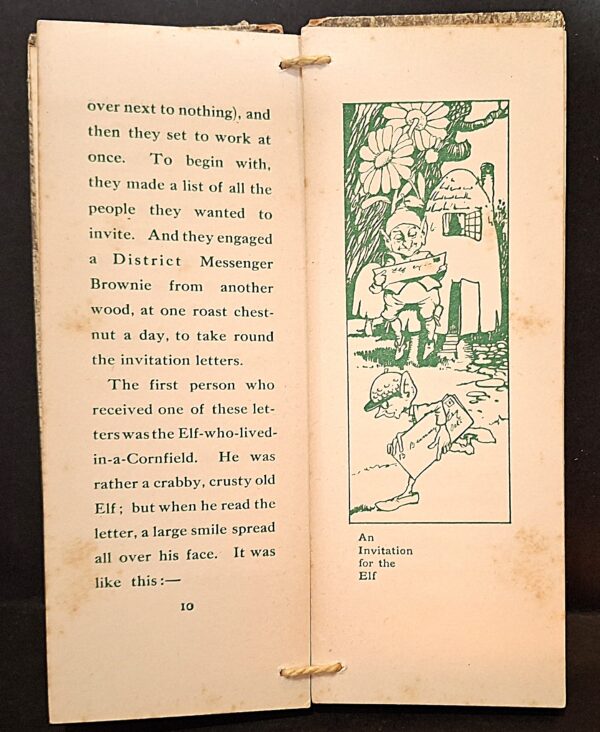 over next to nothing), and
then they set to work at
once. To begin with,
they made a list of all the
people they wanted to
invite. And they engaged
a District Messenger
Brownie from another
wood, at one roast chest-
nut a day, to take round
the invitation letters.
The first person who
received one of these let-
ters was the Elf-who-lived-
in-a-Cornfield. He was
rather a crabby, crusty old
Elf; but when he read the
letter, a large smile spread
all over his face. It was
like this:—
10
An
Invitation
for the
Elf